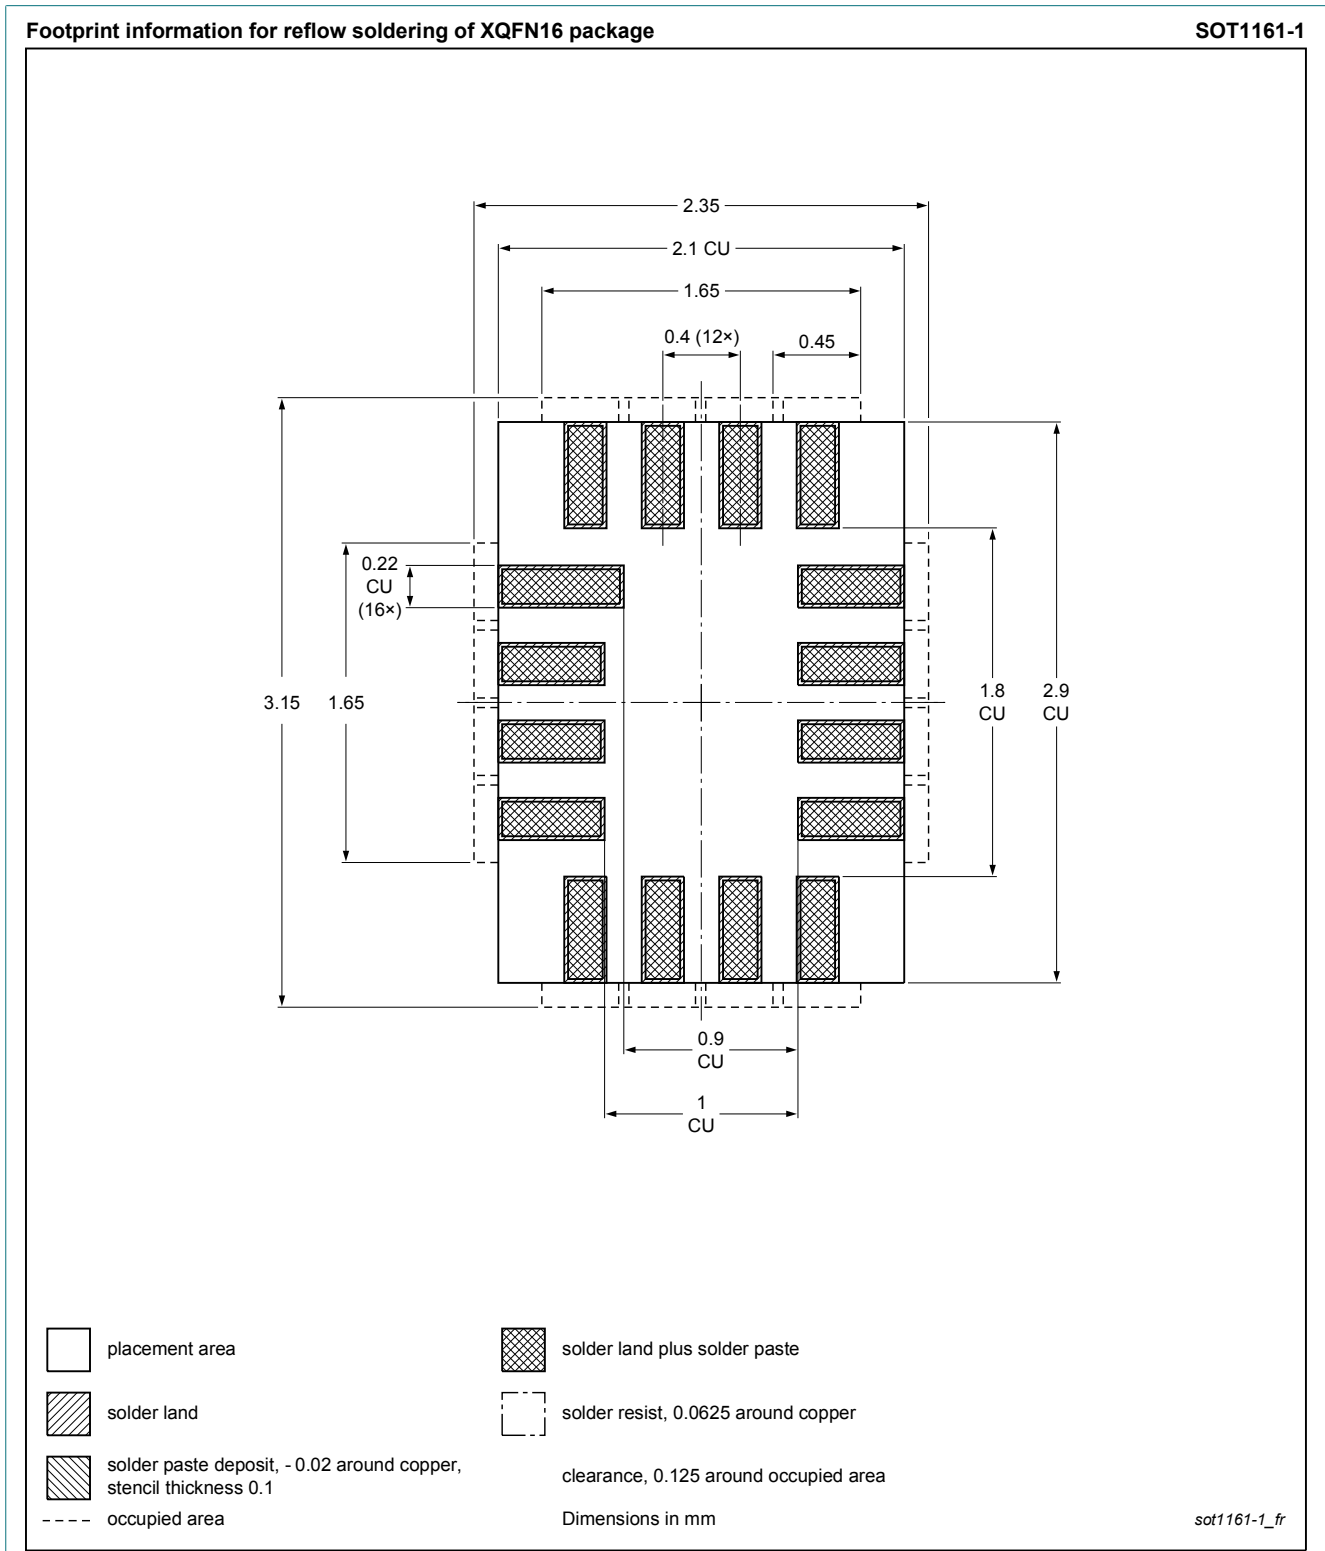 Footprint information for reflow soldering of XQFN16 package
SOT1161-1
2.35
2.1 CU
1.65
0.4 (12×)
0.45
0.22
CU
(16×)
3.15
1.65
1.8
CU
2.9
CU
0.9
CU
1
CU
placement area
solder land plus solder paste
solder land
solder resist, 0.0625 around copper
solder paste deposit, - 0.02 around copper,
stencil thickness 0.1
clearance, 0.125 around occupied area
occupied area
Dimensions in mm
sot1161-1_fr